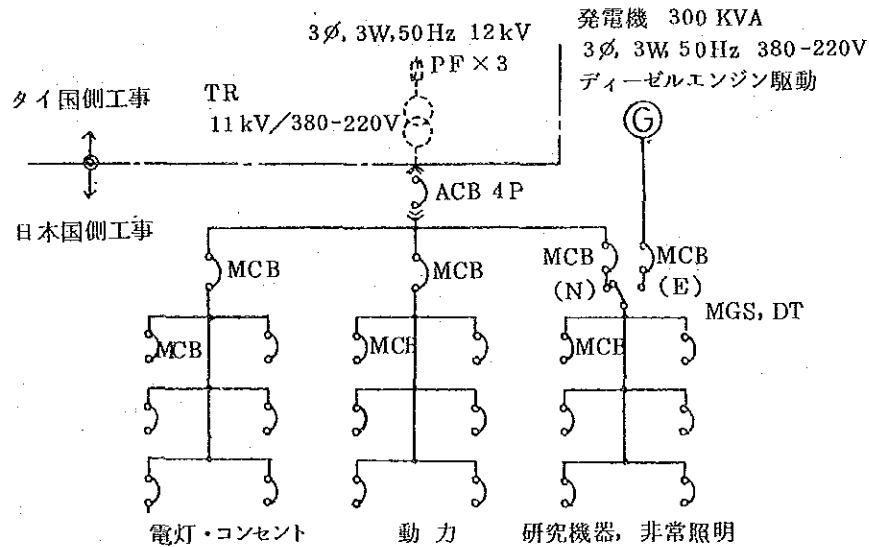 3∅, 3W, 50Hz 12kV
PF×3
発電機 300 KVA
3∅, 3W, 50Hz 380-220V
ディーゼルエンジン駆動
タイ国側工事
TR
11kV/380-220V
G
日本国側工事
ACB 4P
MCB
MCB
MCB
(N)
MCB
(E)
MGS, DT
MCB
MCB
MCB
電灯・コンセント
動力
研究機器, 非常照明